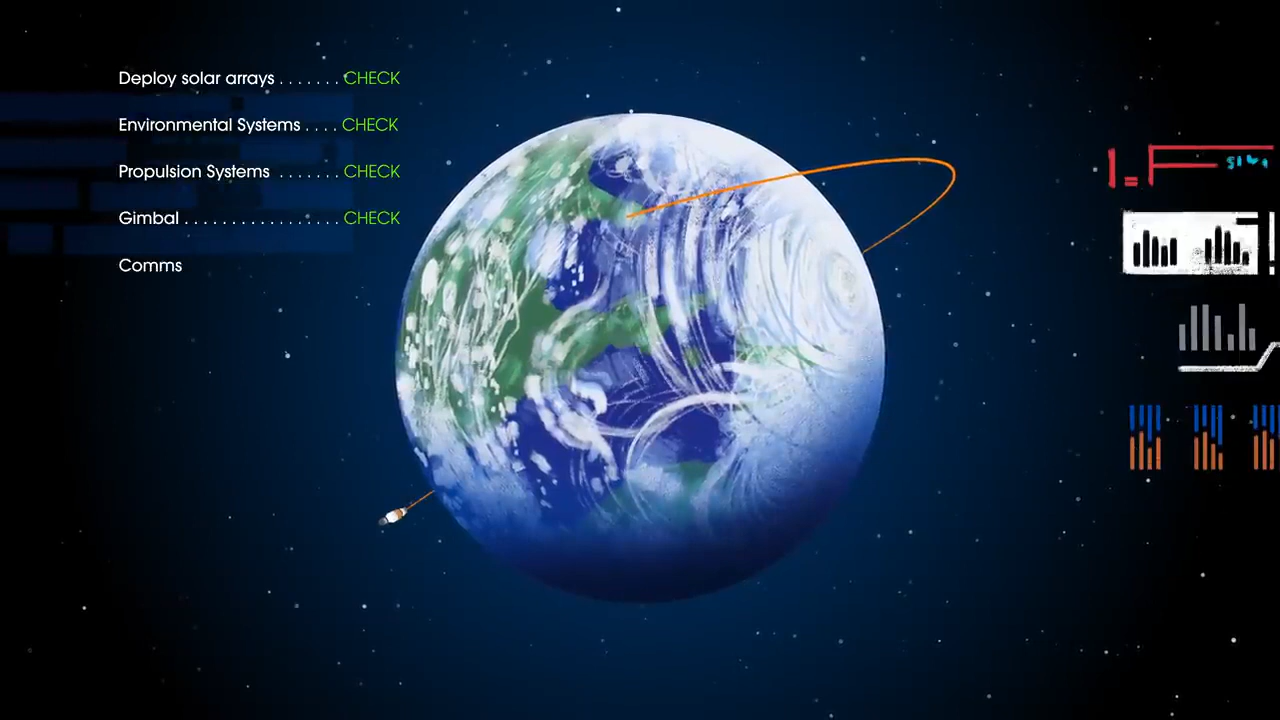 Deploy solar arrays . . . . . . . CHECK
Environmental Systems . . . . CHECK
Propulsion Systems . . . . . . . CHECK
Gimbal . . . . . . . . . . . . . . . . . CHECK
Comms